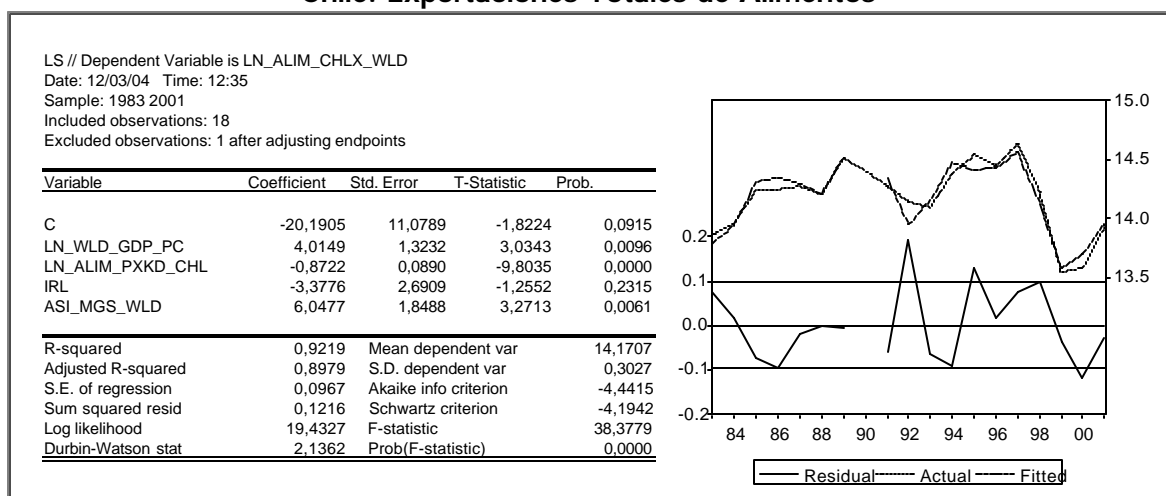 Chile: Exportaciones Totales de Alimentos
LS // Dependent Variable is LN_ALIM_CHLX_WLD
Date: 12/03/04 Time: 12:35
Sample: 1983 2001
Included observations: 18
Excluded observations: 1 after adjusting endpoints
Variable Coefficient Std. Error T-Statistic Prob.
C -20,1905 11,0789 -1,8224 0,0915
LN_WLD_GDP_PC 4,0149 1,3232 3,0343 0,0096
LN_ALIM_PXKD_CHL -0,8722 0,0890 -9,8035 0,0000
IRL -3,3776 2,6909 -1,2552 0,2315
ASI_MGS_WLD 6,0477 1,8488 3,2713 0,0061
R-squared 0,9219 Mean dependent var 14,1707
Adjusted R-squared 0,8979 S.D. dependent var 0,3027
S.E. of regression 0,0967 Akaike info criterion -4,4415
Sum squared resid 0,1216 Schwartz criterion -4,1942
Log likelihood 19,4327 F-statistic 38,3779
Durbin-Watson stat 2,1362 Prob(F-statistic) 0,0000
15.0
14.5
14.0
13.5
0.2
0.1
0.0
-0.1
-0.2
84 86 88 90 92 94 96 98 00
Residual Actual Fitted